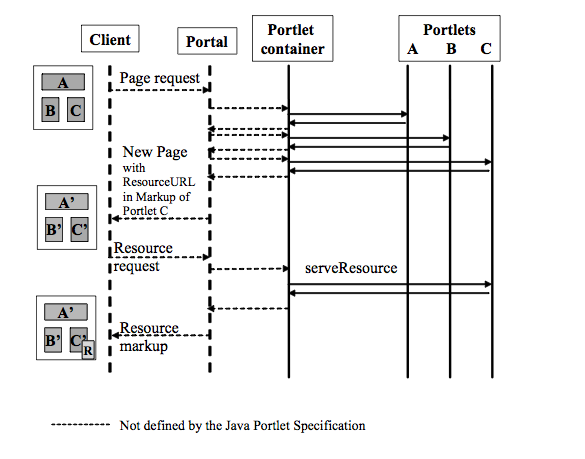 Client
Portal
Portlet
container
Portlets
A B C
A
B C
Page request
New Page
with
ResourceURL
in Markup of
Portlet C
A’
B’ C’
Resource
request
serveResource
A’
B’ C’
R
Resource
markup
Not defined by the Java Portlet Specification